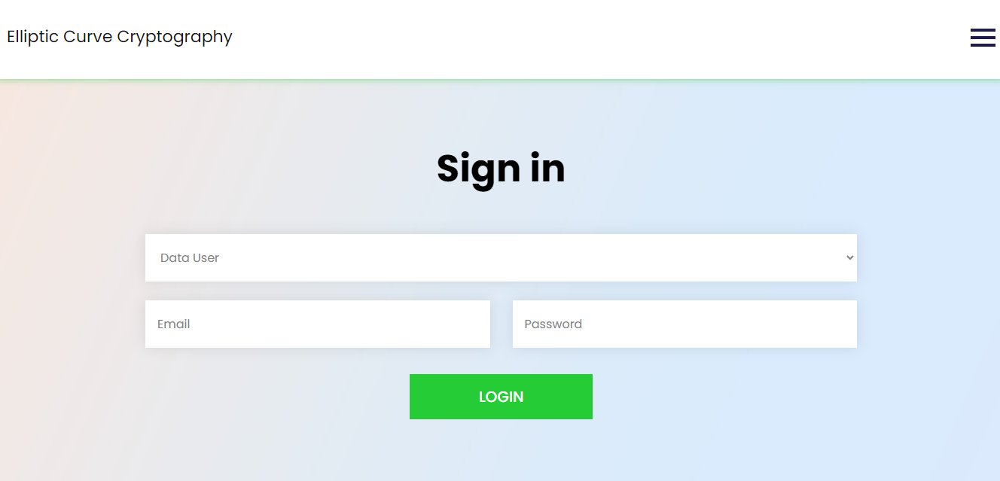 Elliptic Curve Cryptography
Sign in
Data User
Email
Password
LOGIN